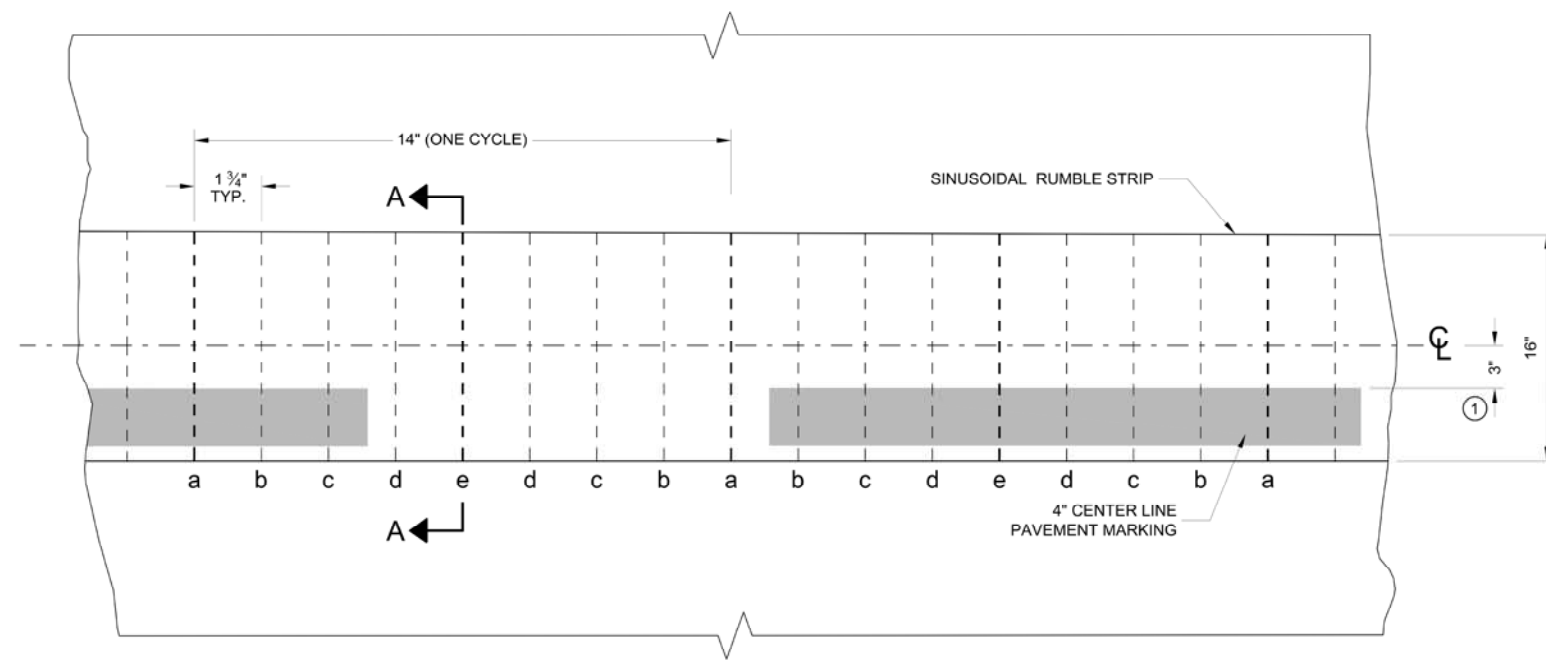 14" (ONE CYCLE)
1 ¾"
TYP.
A
SINUSOIDAL RUMBLE STRIP
℄
3"
16"
1
a b c d e d c b a b c d e d c b a
4" CENTER LINE
PAVEMENT MARKING
A